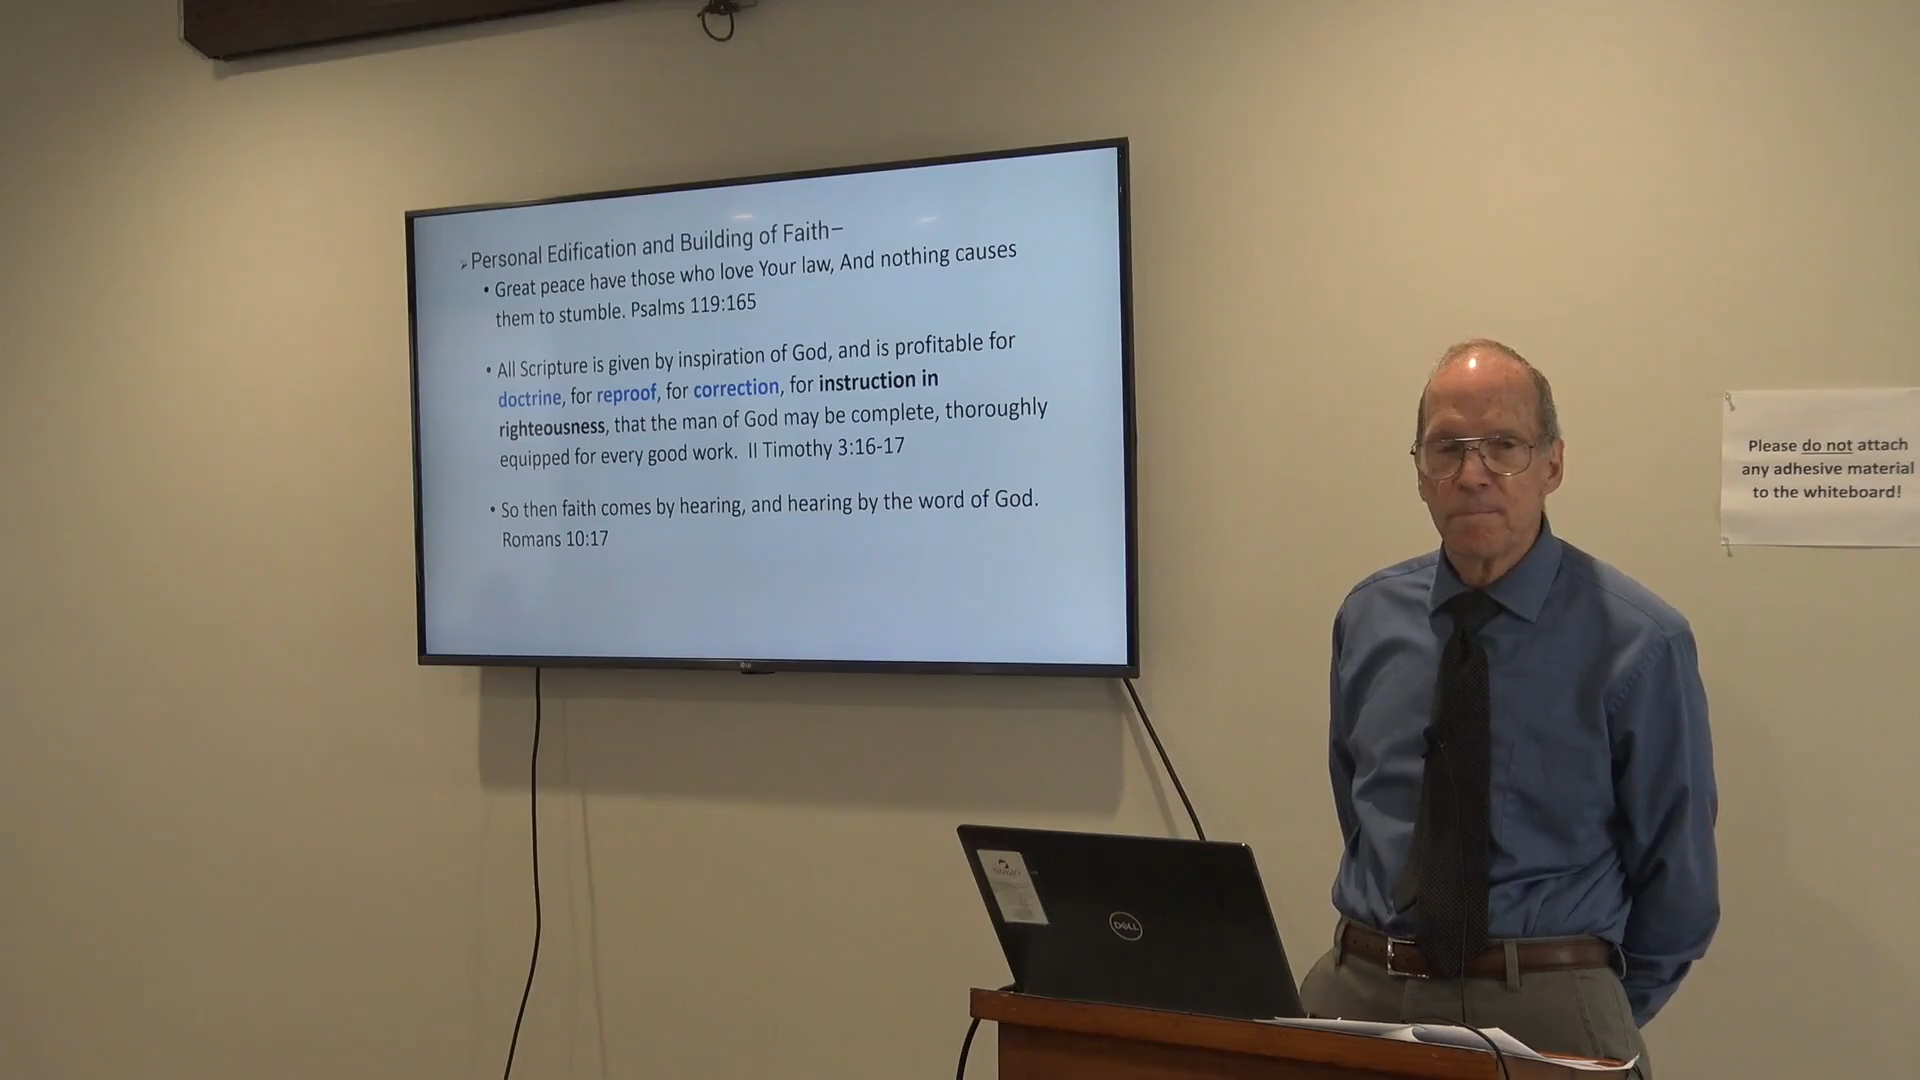 Personal Edification and Building of Faith–
• Great peace have those who love Your law, And nothing causes
them to stumble. Psalms 119:165
• All Scripture is given by inspiration of God, and is profitable for
doctrine, for reproof, for correction, for instruction in
righteousness, that the man of God may be complete, thoroughly
equipped for every good work.  II Timothy 3:16-17
• So then faith comes by hearing, and hearing by the word of God.
Romans 10:17
LG
Please do not attach
any adhesive material
to the whiteboard!
DELL